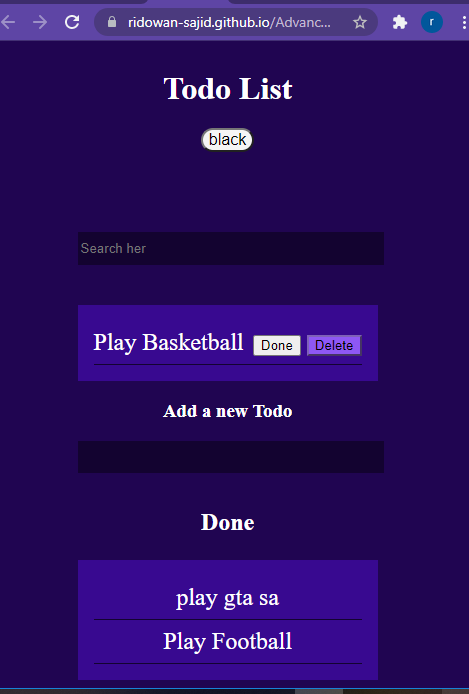 ridowan-sajid.github.io/Advanc...
r
Todo List
black
Search her
Play Basketball Done Delete
Add a new Todo
Done
play gta sa
Play Football